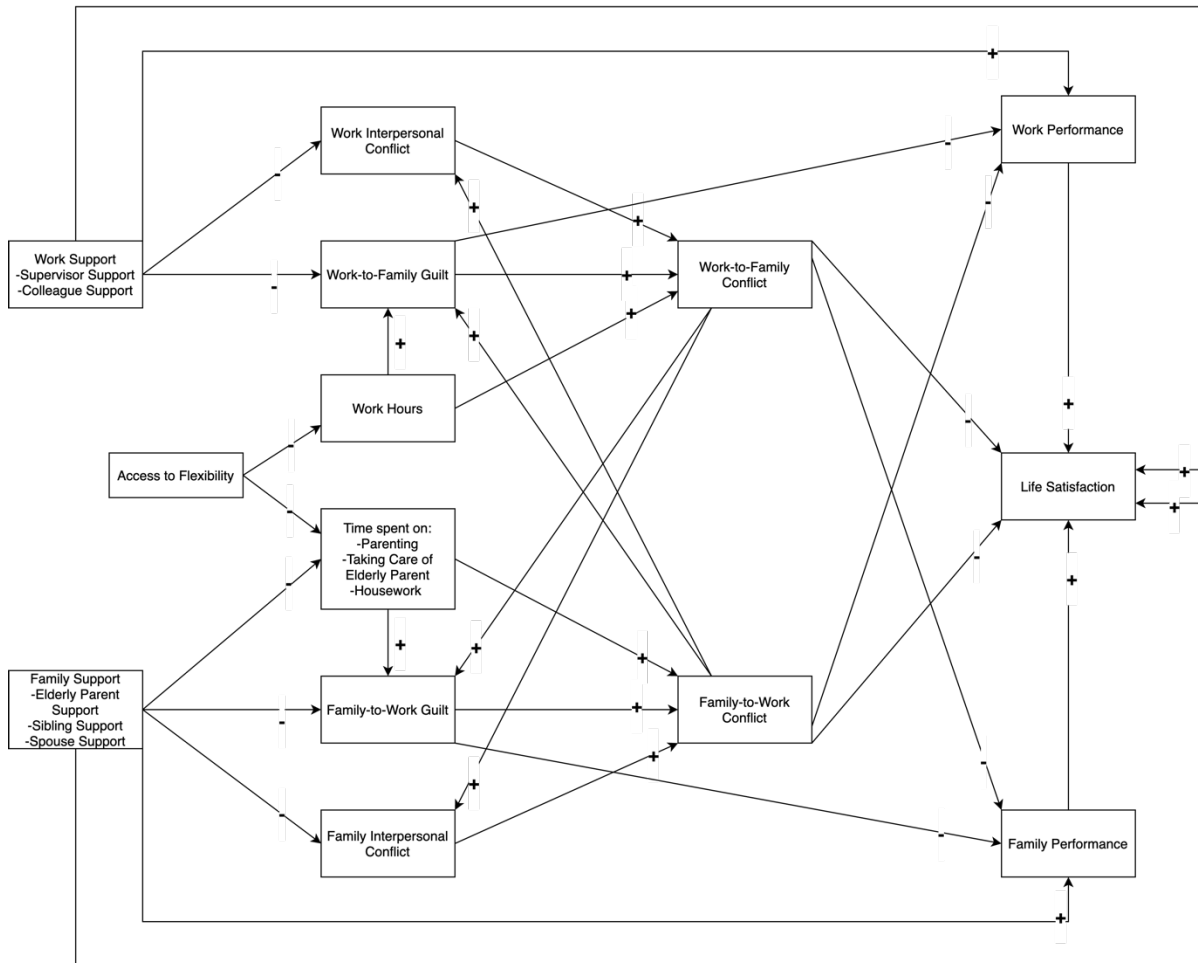 +
Work Interpersonal
Conflict
Work Performance
-
-
+
-
+
Work Support
-Supervisor Support
-Colleague Support
-
Work-to-Family Guilt
+
Work-to-Family
Conflict
+
+
+
Work Hours
+
-
-
Access to Flexibility
Life Satisfaction
+
+
-
Time spent on:
-Parenting
-Taking Care of
Elderly Parent
-Housework
-
-
+
+
+
+
Family Support
-Elderly Parent
Support
-Sibling Support
-Spouse Support
-
Family-to-Work Guilt
+
Family-to-Work
Conflict
+
+
-
-
Family Interpersonal
Conflict
-
Family Performance
+